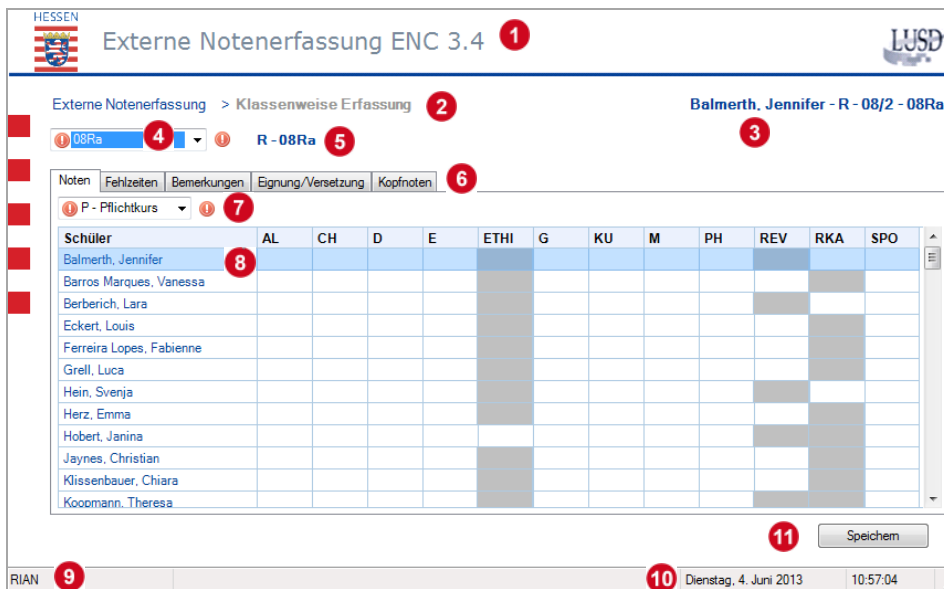 HESSEN
Externe Notenerfassung ENC 3.4 1
LUSD
Externe Notenerfassung > Klassenweise Erfassung 2
Balmerth, Jennifer - R - 08/2 - 08Ra
3
08Ra 4 R - 08Ra 5
Noten Fehlzeiten Bemerkungen Eignung/Versetzung Kopfnoten 6
P - Pflichtkurs 7
Schüler AL CH D E ETHI G KU M PH REV RKA SPO
Balmerth, Jennifer 8
Barros Marques, Vanessa
Berberich, Lara
Eckert, Louis
Ferreira Lopes, Fabienne
Grell, Luca
Hein, Svenja
Herz, Emma
Hobert, Janina
Jaynes, Christian
Klissenbauer, Chiara
Koopmann, Theresa
11 Speichern
RIAN 9 10 Dienstag, 4. Juni 2013 10:57:04